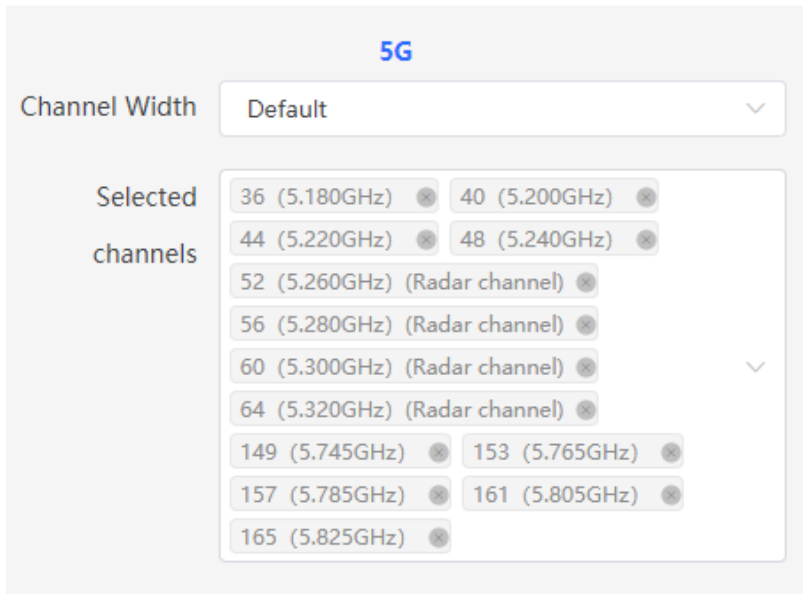 5G
Channel Width Default
Selected channels
36 (5.180GHz) 40 (5.200GHz)
44 (5.220GHz) 48 (5.240GHz)
52 (5.260GHz) (Radar channel)
56 (5.280GHz) (Radar channel)
60 (5.300GHz) (Radar channel)
64 (5.320GHz) (Radar channel)
149 (5.745GHz) 153 (5.765GHz)
157 (5.785GHz) 161 (5.805GHz)
165 (5.825GHz)